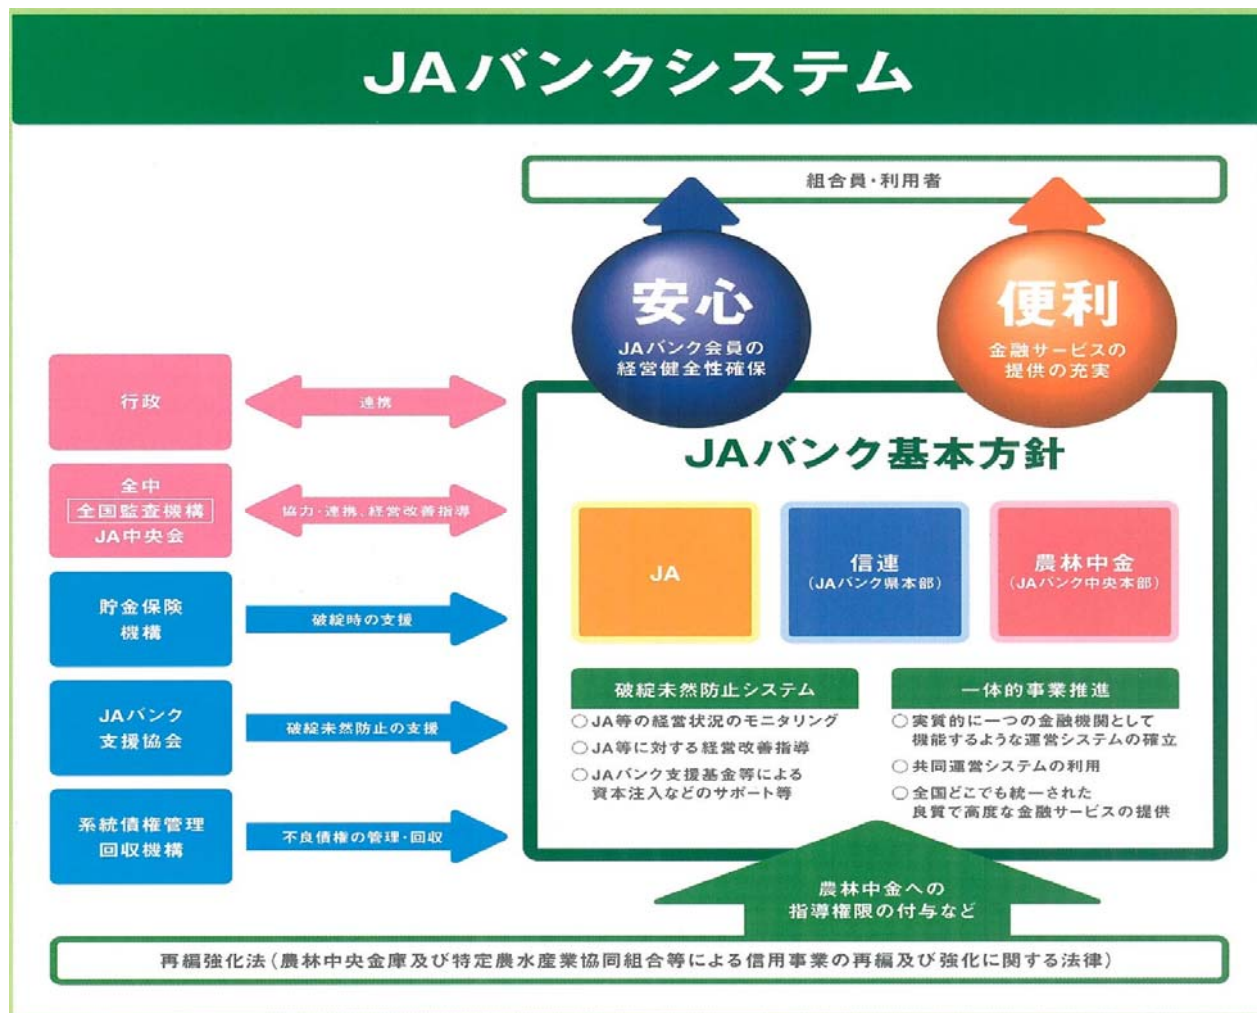 JAバンクシステム
組合員・利用者
安心
JAバンク会員の
経営健全性確保
便利
金融サービスの
提供の充実
行政
連携
全中
全国監査機構
JA中央会
協力・連携、経営改善指導
貯金保険
機構
破綻時の支援
JAバンク
支援協会
破綻未然防止の支援
系統債権管理
回収機構
不良債権の管理・回収
JAバンク基本方針
JA
信連
(JAバンク県本部)
農林中金
(JAバンク中央本部)
破綻未然防止システム
○JA等の経営状況のモニタリング
○JA等に対する経営改善指導
○JAバンク支援基金等による
資本注入などのサポート等
一体的事業推進
○実質的に一つの金融機関として
機能するような運営システムの確立
○共同運営システムの利用
○全国どこでも統一された
良質で高度な金融サービスの提供
農林中金への
指導権限の付与など
再編強化法(農林中央金庫及び特定農水産業協同組合等による信用事業の再編及び強化に関する法律)